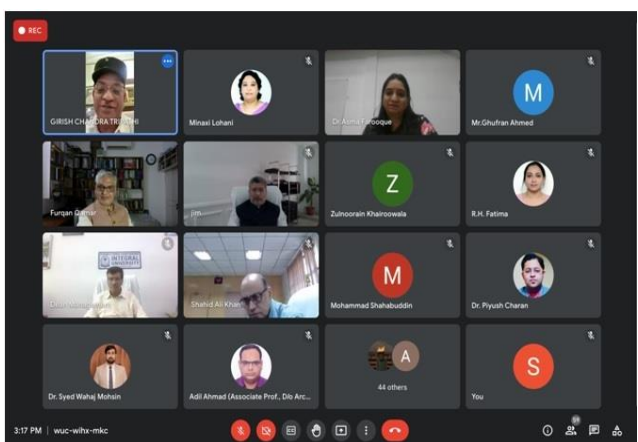 REC
GIRISH CHANDRA TRIPATHI
Minaxi Lohani
Dr Asma Farooque
M
Mr.Ghufran Ahmed
Furqan Qamar
jim
Z
Zulnoorain Khairoowala
R.H. Fatima
INTEGRAL
UNIVERSITY
Shahid Ali Khan
M
Mohammad Shahabuddin
Dr. Piyush Charan
Dr. Syed Wahaj Mohsin
Adil Ahmad (Associate Prof., D/o Arc...
A
44 others
S
You
3:17 PM | wuc-wihx-mkc